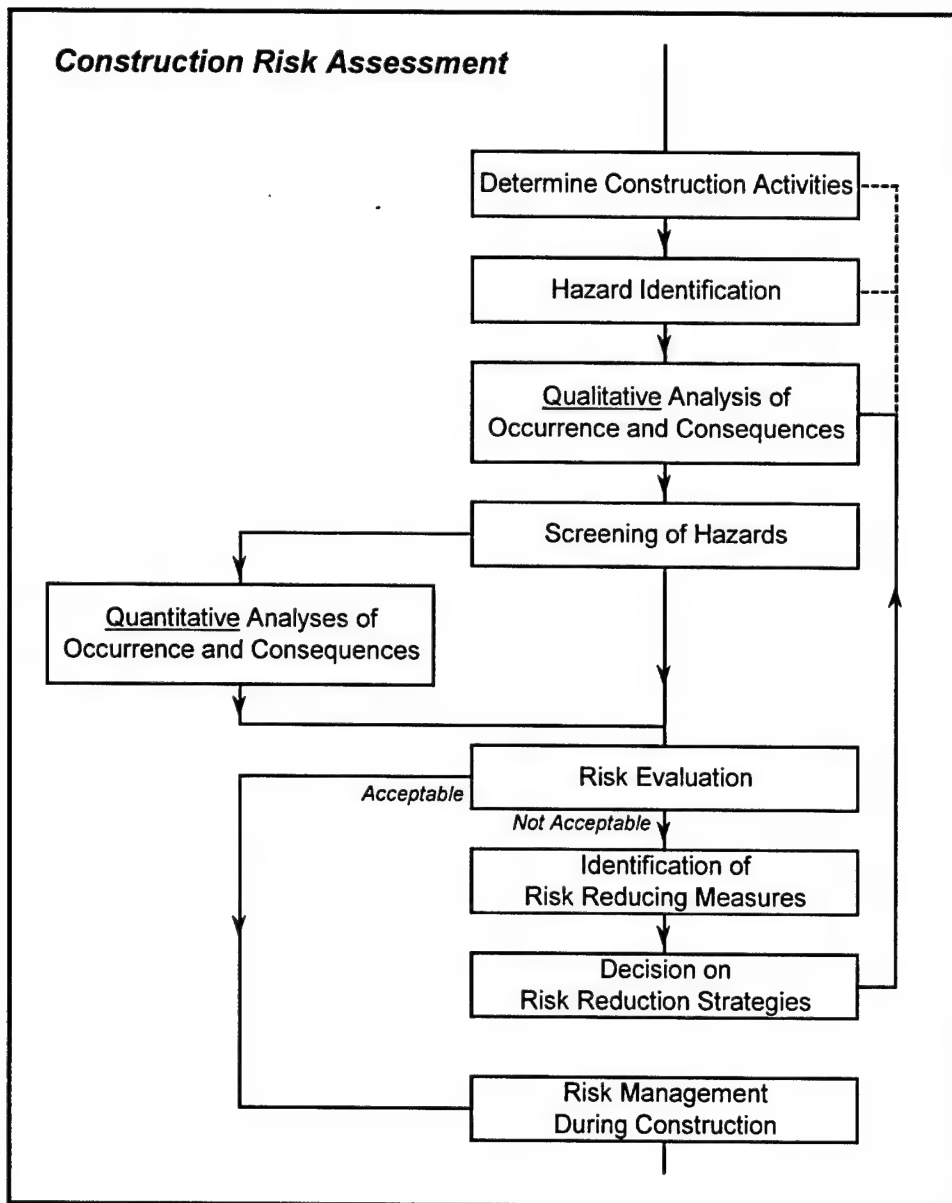 Construction Risk Assessment
Determine Construction Activities
Hazard Identification
Qualitative Analysis of
Occurrence and Consequences
Screening of Hazards
Quantitative Analyses of
Occurrence and Consequences
Risk Evaluation
Acceptable
Not Acceptable
Identification of
Risk Reducing Measures
Decision on
Risk Reduction Strategies
Risk Management
During Construction